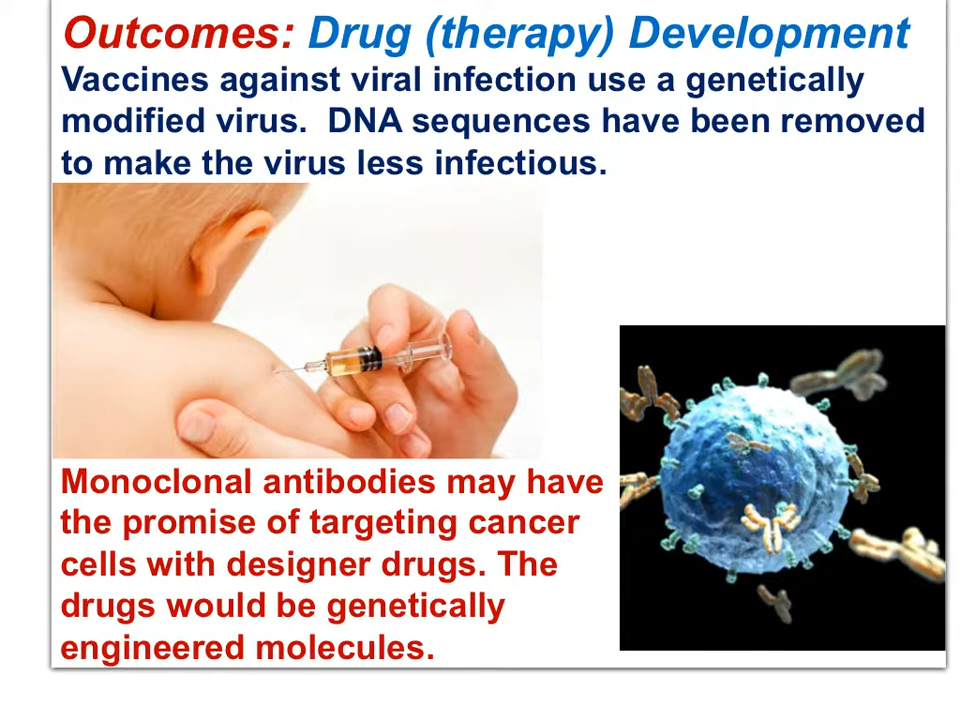 Outcomes: Drug (therapy) Development
Vaccines against viral infection use a genetically
modified virus.  DNA sequences have been removed
to make the virus less infectious.
Monoclonal antibodies may have
the promise of targeting cancer
cells with designer drugs. The
drugs would be genetically
engineered molecules.